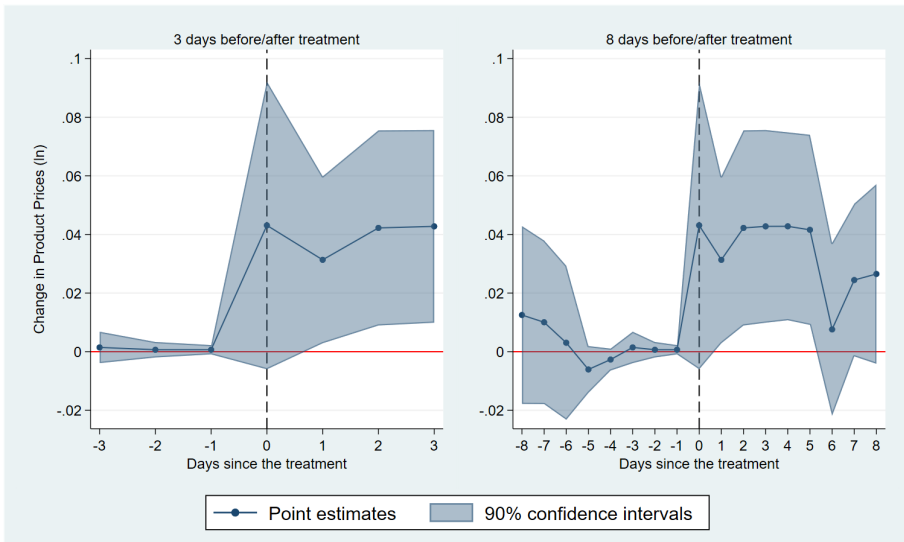 3 days before/after treatment
8 days before/after treatment
Change in Product Prices (ln)
.1
.08
.06
.04
.02
0
-.02
-3 -2 -1 0 1 2 3
Days since the treatment
.1
.08
.06
.04
.02
0
-.02
-8 -7 -6 -5 -4 -3 -2 -1 0 1 2 3 4 5 6 7 8
Days since the treatment
Point estimates
90% confidence intervals